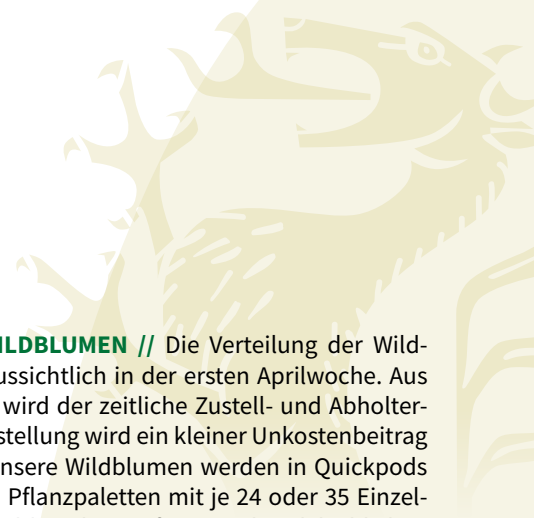 ILDBLUMEN // Die Verteilung der Wild-
ussichtlich in der ersten Aprilwoche. Aus
wird der zeitliche Zustell- und Abholter-
stellung wird ein kleiner Unkostenbeitrag
nsere Wildblumen werden in Quickpods
Pflanzpaletten mit je 24 oder 35 Einzel-